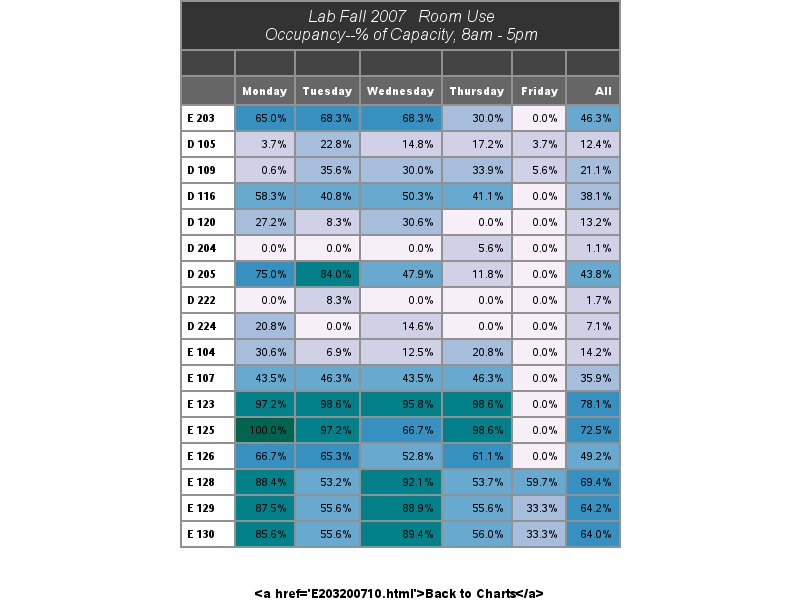 Lab Fall 2007 Room Use
Occupancy--% of Capacity, 8am - 5pm
Monday Tuesday Wednesday Thursday Friday All
E 203 65.0% 68.3% 68.3% 30.0% 0.0% 46.3%
D 105 3.7% 22.8% 14.8% 17.2% 3.7% 12.4%
D 109 0.6% 35.6% 30.0% 33.9% 5.6% 21.1%
D 116 58.3% 40.8% 50.3% 41.1% 0.0% 38.1%
D 120 27.2% 8.3% 30.6% 0.0% 0.0% 13.2%
D 204 0.0% 0.0% 0.0% 5.6% 0.0% 1.1%
D 205 75.0% 84.0% 47.9% 11.8% 0.0% 43.8%
D 222 0.0% 8.3% 0.0% 0.0% 0.0% 1.7%
D 224 20.8% 0.0% 14.6% 0.0% 0.0% 7.1%
E 104 30.6% 6.9% 12.5% 20.8% 0.0% 14.2%
E 107 43.5% 46.3% 43.5% 46.3% 0.0% 35.9%
E 123 97.2% 98.6% 95.8% 98.6% 0.0% 78.1%
E 125 100.0% 97.2% 66.7% 98.6% 0.0% 72.5%
E 126 66.7% 65.3% 52.8% 61.1% 0.0% 49.2%
E 128 88.4% 53.2% 92.1% 53.7% 59.7% 69.4%
E 129 87.5% 55.6% 88.9% 55.6% 33.3% 64.2%
E 130 85.6% 55.6% 89.4% 56.0% 33.3% 64.0%
<a href='E203200710.html'>Back to Charts</a>